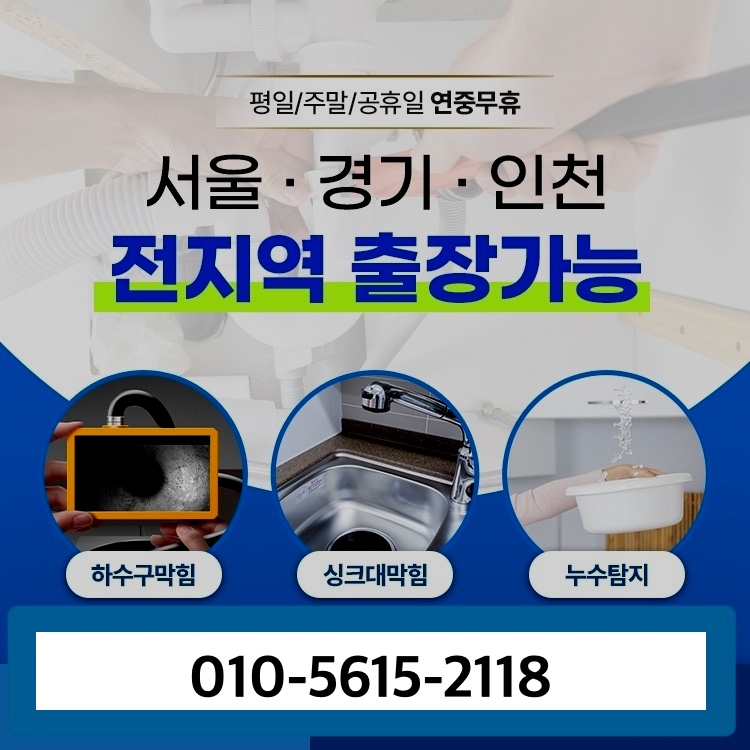 평일/주말/공휴일 연중무휴
서울 · 경기 · 인천
전지역 출장가능
하수구막힘
싱크대막힘
누수탐지
010-5615-2118